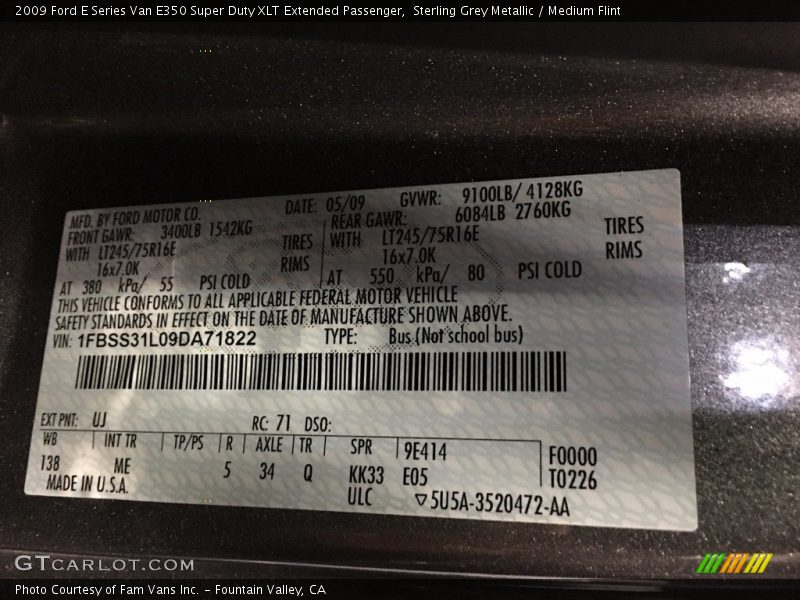 2009 Ford E Series Van E350 Super Duty XLT Extended Passenger, Sterling Grey Metallic / Medium Flint
MFD. BY FORD MOTOR CO. DATE: 05/09 GVWR: 9100LB/ 4128KG
FRONT GAWR: 3400LB 1542KG REAR GAWR: 6084LB 2760KG
WITH LT245/75R16E TIRES WITH LT245/75R16E TIRES
16x7.0K RIMS 16x7.0K RIMS
AT 380 kPa/ 55 PSI COLD AT 550 kPa/ 80 PSI COLD
THIS VEHICLE CONFORMS TO ALL APPLICABLE FEDERAL MOTOR VEHICLE
SAFETY STANDARDS IN EFFECT ON THE DATE OF MANUFACTURE SHOWN ABOVE.
VIN: 1FBSS31L09DA71822 TYPE: Bus (Not school bus)
EXT PNT: UJ RC: 71 DSO:
WB INT TR TP/PS R AXLE TR SPR 9E414 F0000
138 ME 5 34 Q KK33 E05 T0226
MADE IN U.S.A. ULC ▽5U5A-3520472-AA
GTCARLOT.COM
Photo Courtesy of Fam Vans Inc. – Fountain Valley, CA